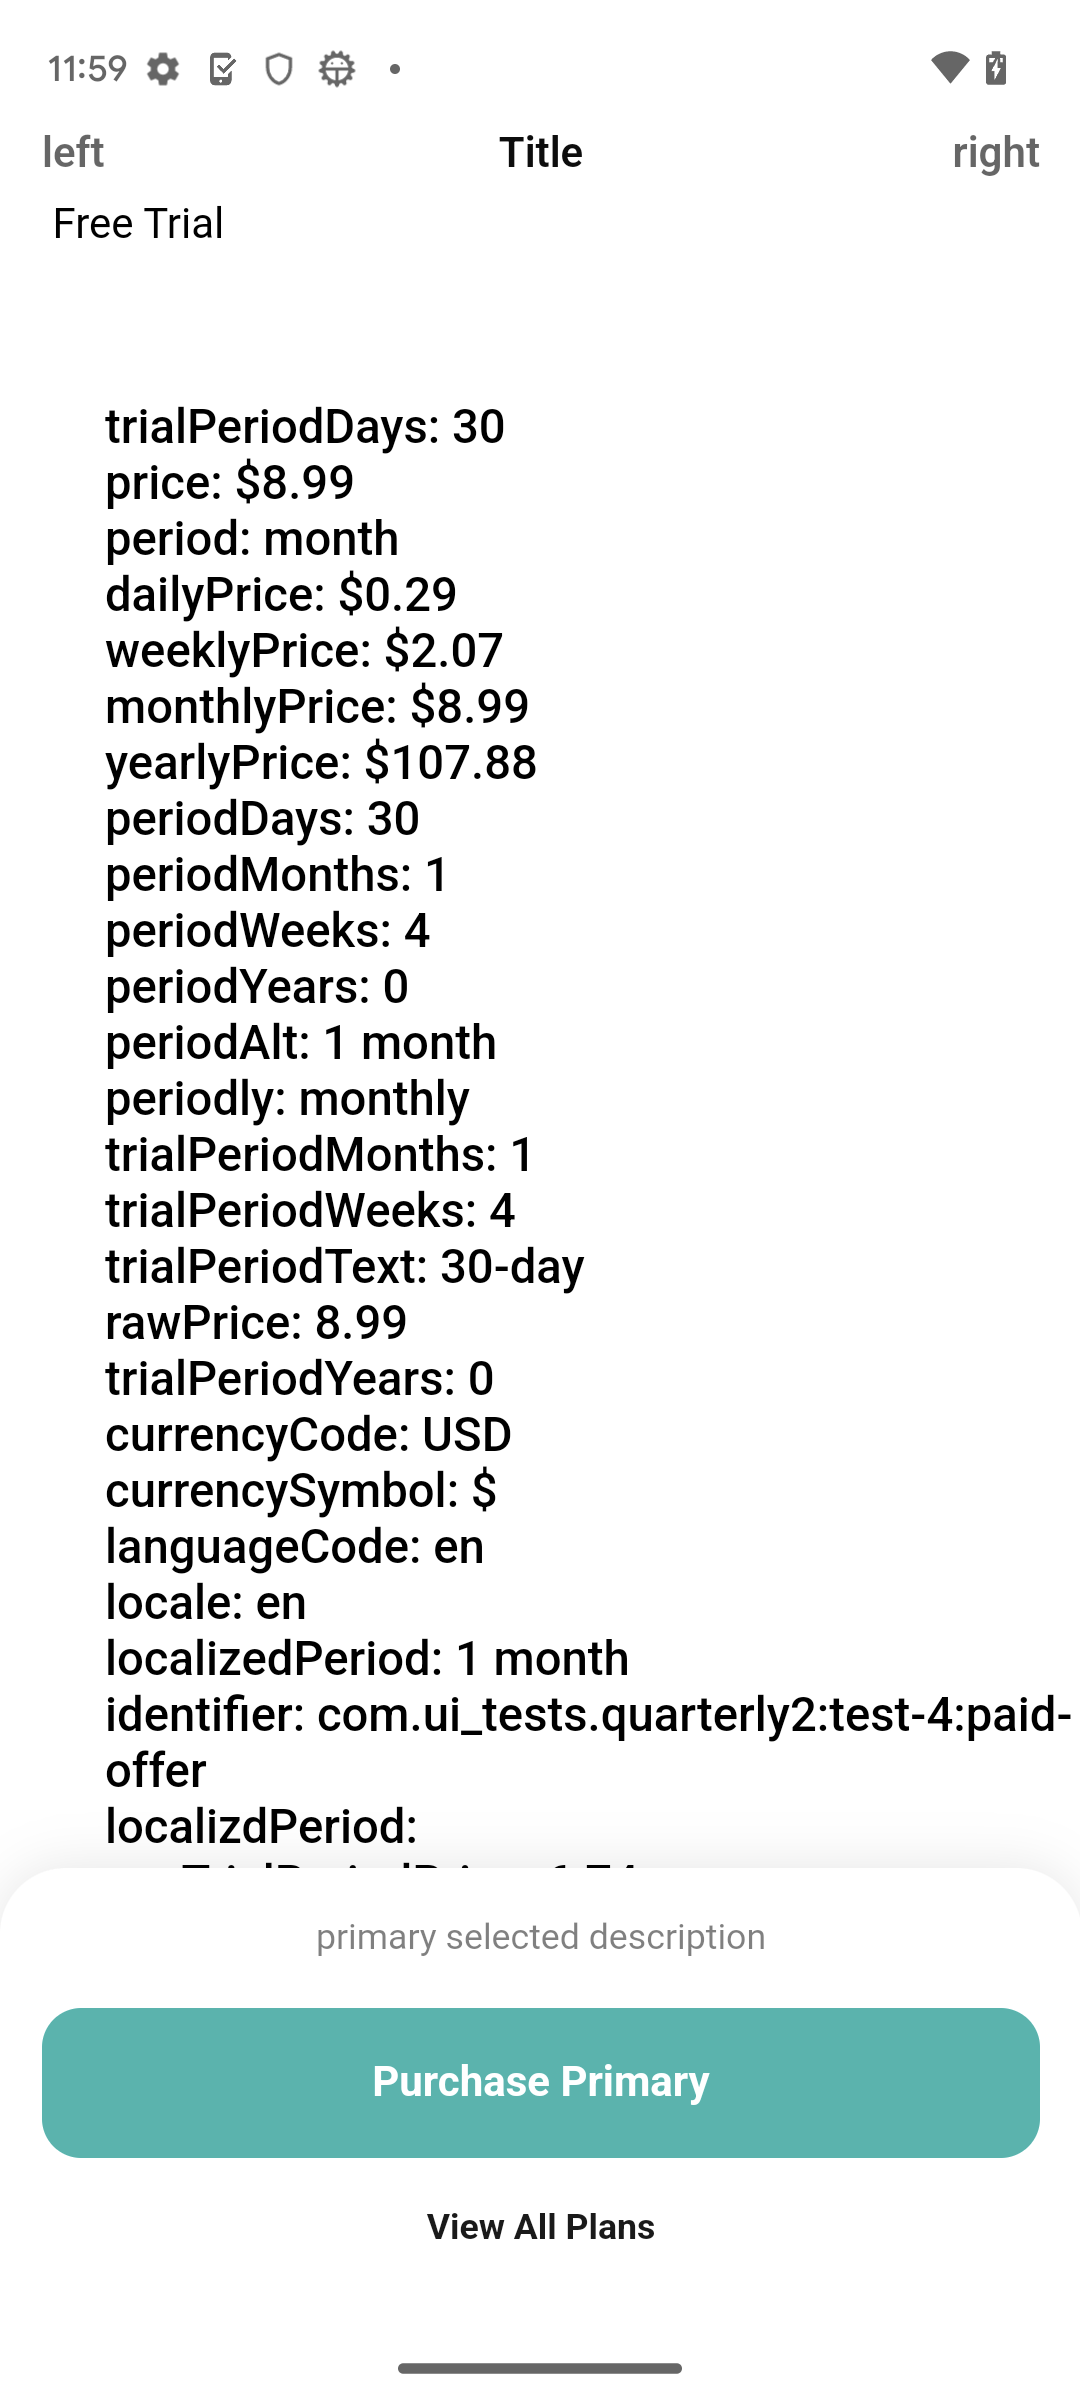 11:59
left
Title
right
Free Trial
trialPeriodDays: 30
price: $8.99
period: month
dailyPrice: $0.29
weeklyPrice: $2.07
monthlyPrice: $8.99
yearlyPrice: $107.88
periodDays: 30
periodMonths: 1
periodWeeks: 4
periodYears: 0
periodAlt: 1 month
periodly: monthly
trialPeriodMonths: 1
trialPeriodWeeks: 4
trialPeriodText: 30-day
rawPrice: 8.99
trialPeriodYears: 0
currencyCode: USD
currencySymbol: $
languageCode: en
locale: en
localizedPeriod: 1 month
identifier: com.ui_tests.quarterly2:test-4:paid-
offer
localizdPeriod:
primary selected description
Purchase Primary
View All Plans